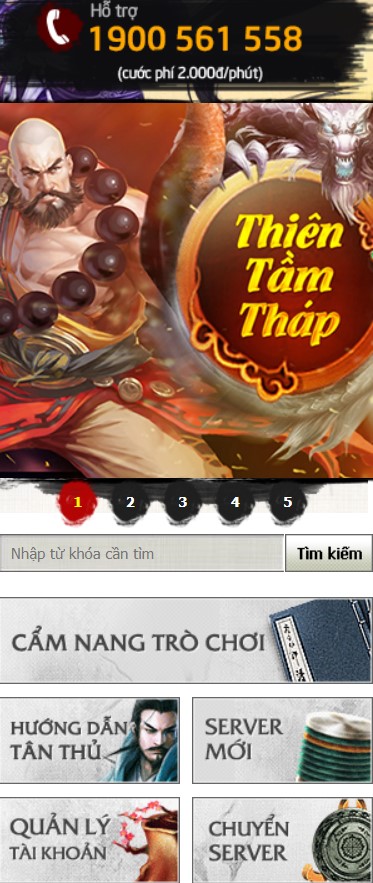 Hỗ trợ
1900 561 558
(cước phí 2.000đ/phút)
Thiên
Tầm
Tháp
1 2 3 4 5
Nhập từ khóa cần tìm
Tìm kiếm
CẨM NANG TRÒ CHƠI
HƯỚNG DẪN
TÂN THỦ
SERVER
MỚI
QUẢN LÝ
TÀI KHOẢN
CHUYỂN
SERVER